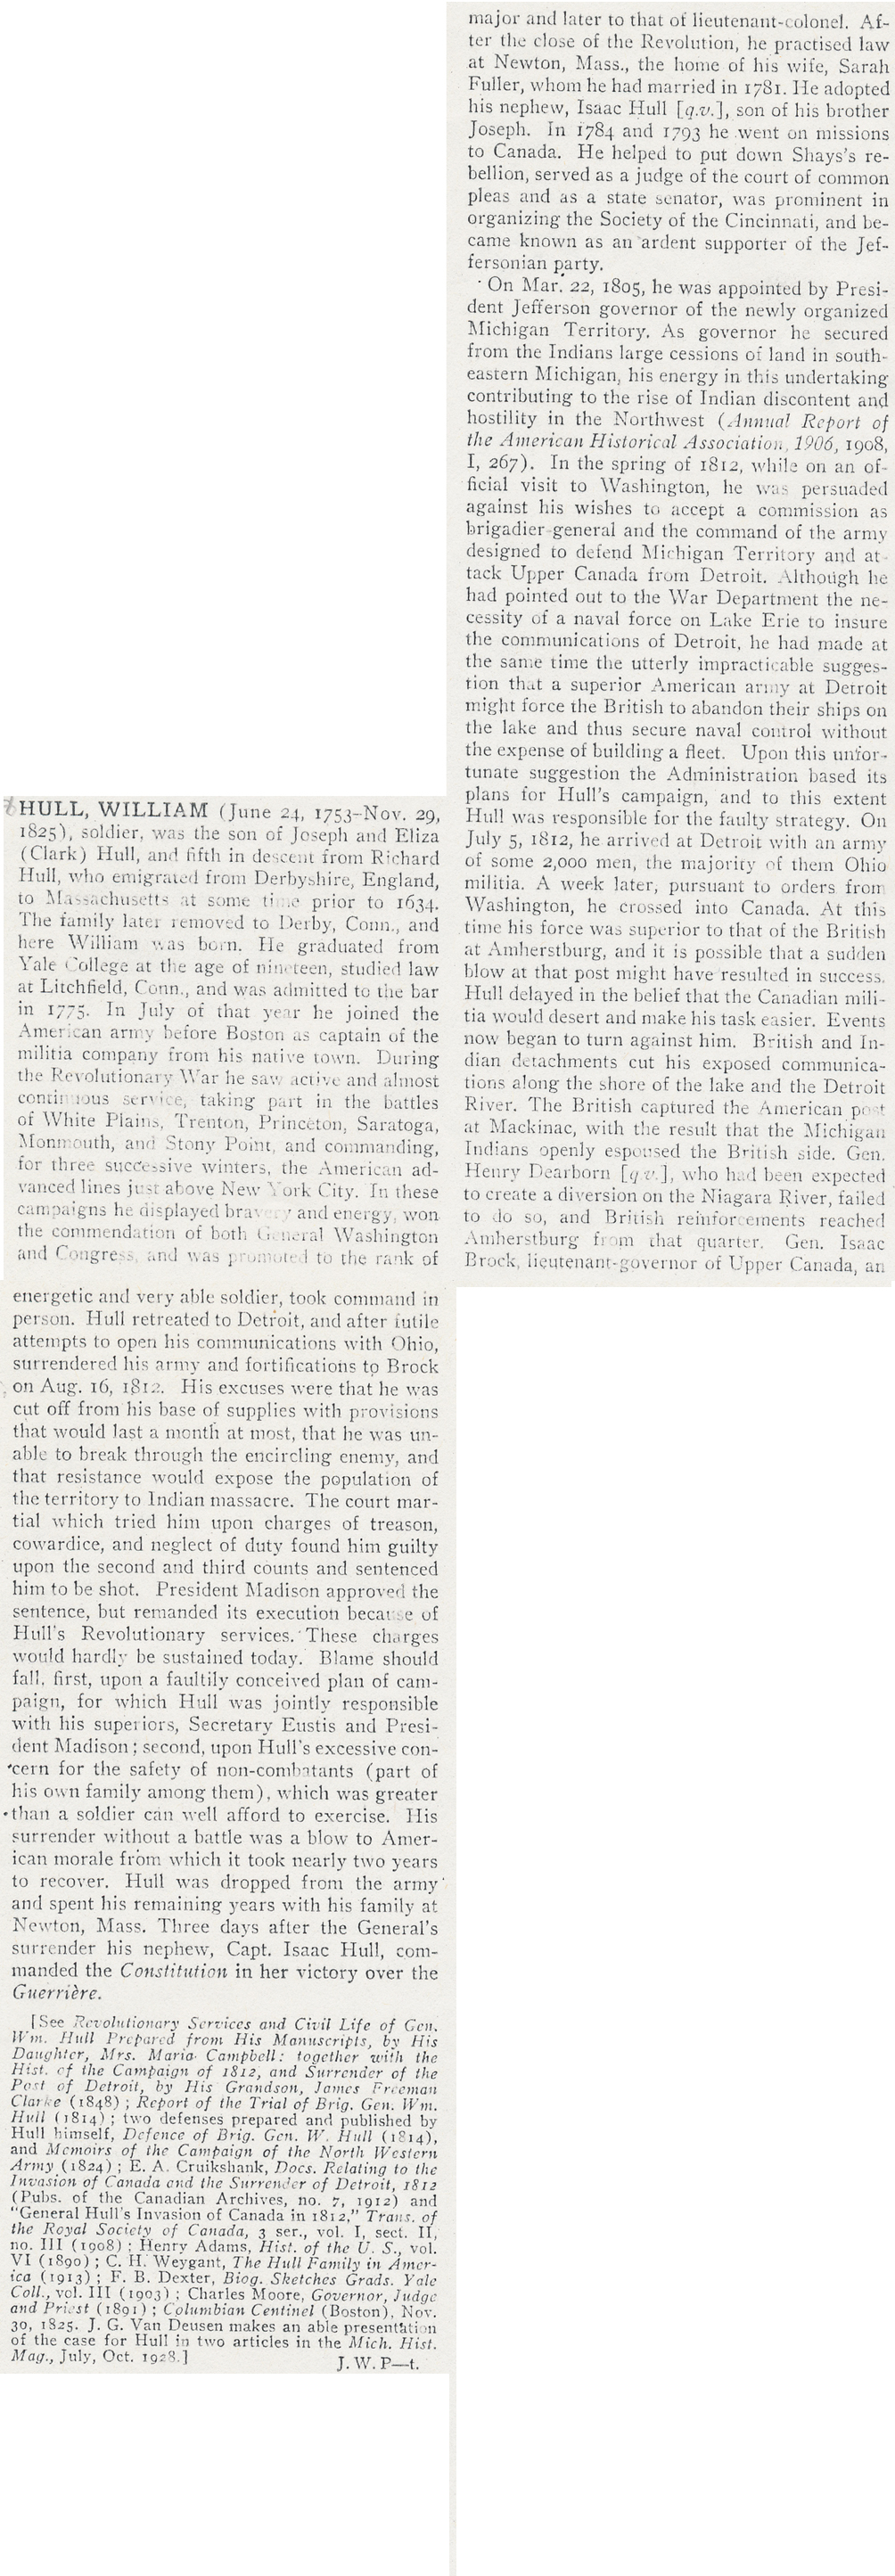 HULL, WILLIAM (June 24, 1753–Nov. 29,
1825), soldier, was the son of Joseph and Eliza
(Clark) Hull, and fifth in descent from Richard
Hull, who emigrated from Derbyshire, England,
to Massachusetts at some time prior to 1634.
The family later removed to Derby, Conn., and
here William was born. He graduated from
Yale College at the age of nineteen, studied law
at Litchfield, Conn., and was admitted to the bar
in 1775. In July of that year he joined the
American army before Boston as captain of the
militia company from his native town. During
the Revolutionary War he saw active and almost
continuous service, taking part in the battles
of White Plains, Trenton, Princeton, Saratoga,
Monmouth, and Stony Point, and commanding,
for three successive winters, the American ad-
vanced lines just above New York City. In these
campaigns he displayed bravery and energy, won
the commendation of both General Washington
and Congress, and was promoted to the rank of
major and later to that of lieutenant-colonel. Af-
ter the close of the Revolution, he practised law
at Newton, Mass., the home of his wife, Sarah
Fuller, whom he had married in 1781. He adopted
his nephew, Isaac Hull [q.v.], son of his brother
Joseph. In 1784 and 1793 he went on missions
to Canada. He helped to put down Shays's re-
bellion, served as a judge of the court of common
pleas and as a state senator, was prominent in
organizing the Society of the Cincinnati, and be-
came known as an ardent supporter of the Jef-
fersonian party.
On Mar. 22, 1805, he was appointed by Presi-
dent Jefferson governor of the newly organized
Michigan Territory. As governor he secured
from the Indians large cessions of land in south-
eastern Michigan, his energy in this undertaking
contributing to the rise of Indian discontent and
hostility in the Northwest (Annual Report of
the American Historical Association, 1906, 1908,
I, 267). In the spring of 1812, while on an of-
ficial visit to Washington, he was persuaded
against his wishes to accept a commission as
brigadier-general and the command of the army
designed to defend Michigan Territory and at-
tack Upper Canada from Detroit. Although he
had pointed out to the War Department the ne-
cessity of a naval force on Lake Erie to insure
the communications of Detroit, he had made at
the same time the utterly impracticable sugges-
tion that a superior American army at Detroit
might force the British to abandon their ships on
the lake and thus secure naval control without
the expense of building a fleet. Upon this unfor-
tunate suggestion the Administration based its
plans for Hull's campaign, and to this extent
Hull was responsible for the faulty strategy. On
July 5, 1812, he arrived at Detroit with an army
of some 2,000 men, the majority of them Ohio
militia. A week later, pursuant to orders from
Washington, he crossed into Canada. At this
time his force was superior to that of the British
at Amherstburg, and it is possible that a sudden
blow at that post might have resulted in success.
Hull delayed in the belief that the Canadian mili-
tia would desert and make his task easier. Events
now began to turn against him. British and In-
dian detachments cut his exposed communica-
tions along the shore of the lake and the Detroit
River. The British captured the American post
at Mackinac, with the result that the Michigan
Indians openly espoused the British side. Gen.
Henry Dearborn [q.v.], who had been expected
to create a diversion on the Niagara River, failed
to do so, and British reinforcements reached
Amherstburg from that quarter. Gen. Isaac
Brock, lieutenant-governor of Upper Canada, an
energetic and very able soldier, took command in
person. Hull retreated to Detroit, and after futile
attempts to open his communications with Ohio,
surrendered his army and fortifications to Brock
on Aug. 16, 1812. His excuses were that he was
cut off from his base of supplies with provisions
that would last a month at most, that he was un-
able to break through the encircling enemy, and
that resistance would expose the population of
the territory to Indian massacre. The court mar-
tial which tried him upon charges of treason,
cowardice, and neglect of duty found him guilty
upon the second and third counts and sentenced
him to be shot. President Madison approved the
sentence, but remanded its execution because of
Hull's Revolutionary services. These charges
would hardly be sustained today. Blame should
fall, first, upon a faultily conceived plan of cam-
paign, for which Hull was jointly responsible
with his superiors, Secretary Eustis and Presi-
dent Madison; second, upon Hull's excessive con-
cern for the safety of non-combatants (part of
his own family among them), which was greater
than a soldier can well afford to exercise. His
surrender without a battle was a blow to Amer-
ican morale from which it took nearly two years
to recover. Hull was dropped from the army
and spent his remaining years with his family at
Newton, Mass. Three days after the General's
surrender his nephew, Capt. Isaac Hull, com-
manded the Constitution in her victory over the
Guerrière.
[See Revolutionary Services and Civil Life of Gen.
Wm. Hull Prepared from His Manuscripts, by His
Daughter, Mrs. Maria Campbell: together with the
Hist. of the Campaign of 1812, and Surrender of the
Post of Detroit, by His Grandson, James Freeman
Clarke (1848); Report of the Trial of Brig. Gen. Wm.
Hull (1814); two defenses prepared and published by
Hull himself, Defence of Brig. Gen. W. Hull (1814),
and Memoirs of the Campaign of the North Western
Army (1824); E. A. Cruikshank, Docs. Relating to the
Invasion of Canada and the Surrender of Detroit, 1812
(Pubs. of the Canadian Archives, no. 7, 1912) and
"General Hull's Invasion of Canada in 1812," Trans. of
the Royal Society of Canada, 3 ser., vol. I, sect. II,
no. III (1908); Henry Adams, Hist. of the U. S., vol.
VI (1890); C. H. Weygant, The Hull Family in Amer-
ica (1913); F. B. Dexter, Biog. Sketches Grads. Yale
Coll., vol. III (1903); Charles Moore, Governor, Judge
and Priest (1891); Columbian Centinel (Boston), Nov.
30, 1825. J. G. Van Deusen makes an able presentation
of the case for Hull in two articles in the Mich. Hist.
Mag., July, Oct. 1928.]
J. W. P—t.